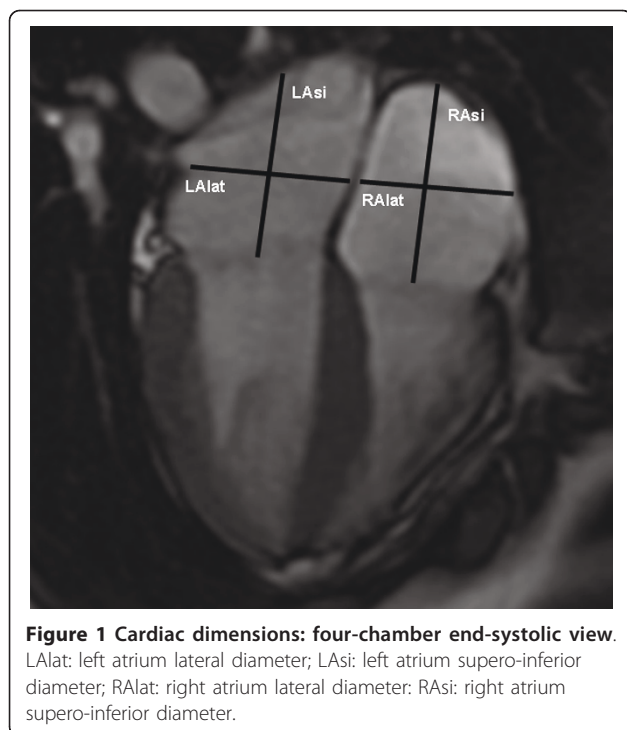 LAsi
RAsi
LAlat
RAlat
Figure 1 Cardiac dimensions: four-chamber end-systolic view.
LAlat: left atrium lateral diameter; LAsi: left atrium supero-inferior
diameter; RAlat: right atrium lateral diameter: RAsi: right atrium
supero-inferior diameter.